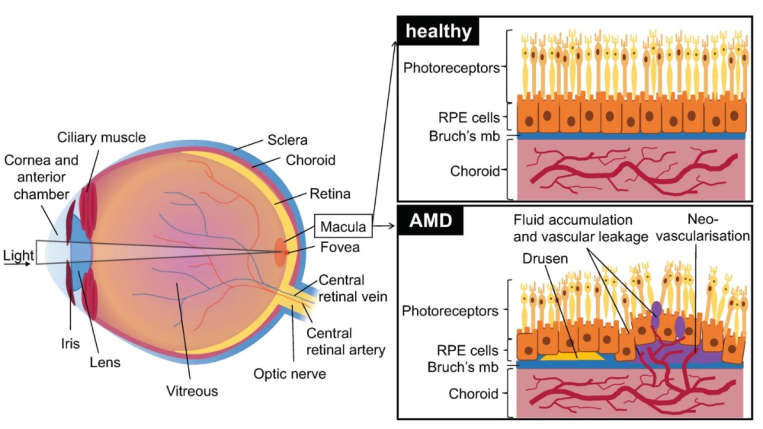 healthy
Photoreceptors
RPE cells
Bruch's mb
Choroid
Ciliary muscle
Cornea and
anterior
chamber
Light
Iris
Lens
Vitreous
Sclera
Choroid
Retina
Macula
Fovea
Central
retinal vein
Central
retinal artery
Optic nerve
AMD
Fluid accumulation
and vascular leakage
Neo-
vascularisation
Drusen
Photoreceptors
RPE cells
Bruch's mb
Choroid